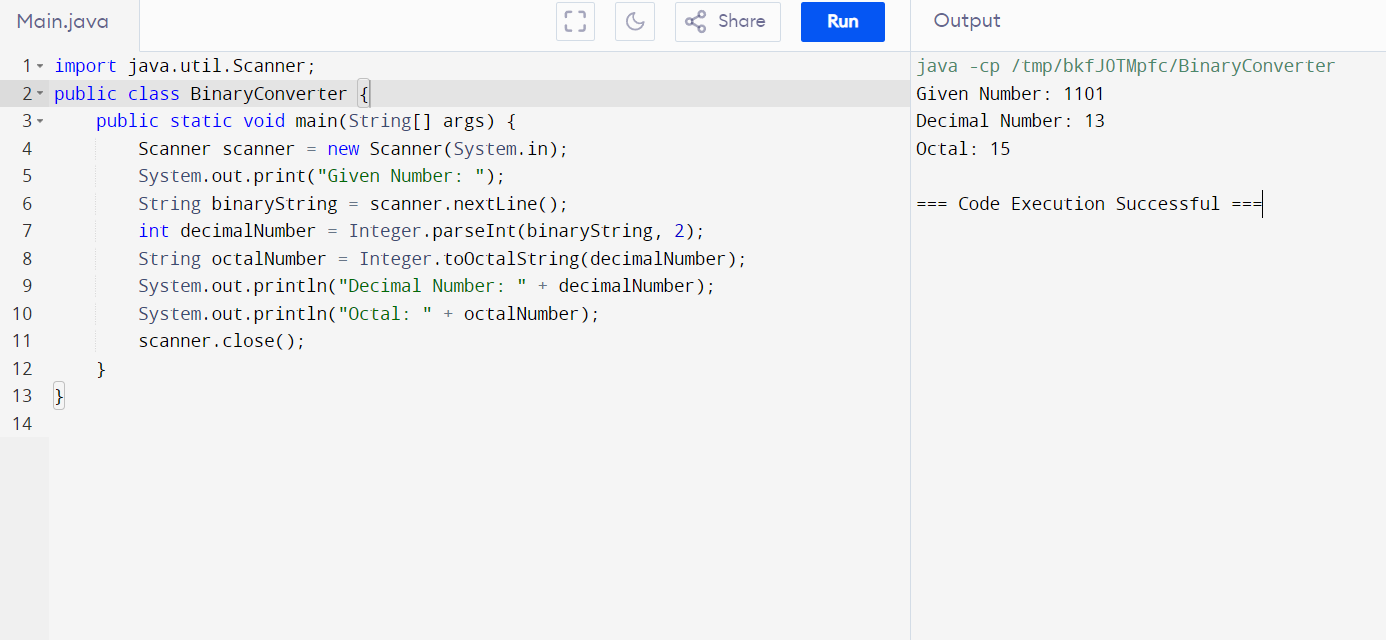 Main.java
Share
Run
Output
1 import java.util.Scanner;
2 public class BinaryConverter {
3     public static void main(String[] args) {
4         Scanner scanner = new Scanner(System.in);
5         System.out.print("Given Number: ");
6         String binaryString = scanner.nextLine();
7         int decimalNumber = Integer.parseInt(binaryString, 2);
8         String octalNumber = Integer.toOctalString(decimalNumber);
9         System.out.println("Decimal Number: " + decimalNumber);
10         System.out.println("Octal: " + octalNumber);
11         scanner.close();
12     }
13 }
14
java -cp /tmp/bkfJOTMpfc/BinaryConverter
Given Number: 1101
Decimal Number: 13
Octal: 15
=== Code Execution Successful ===